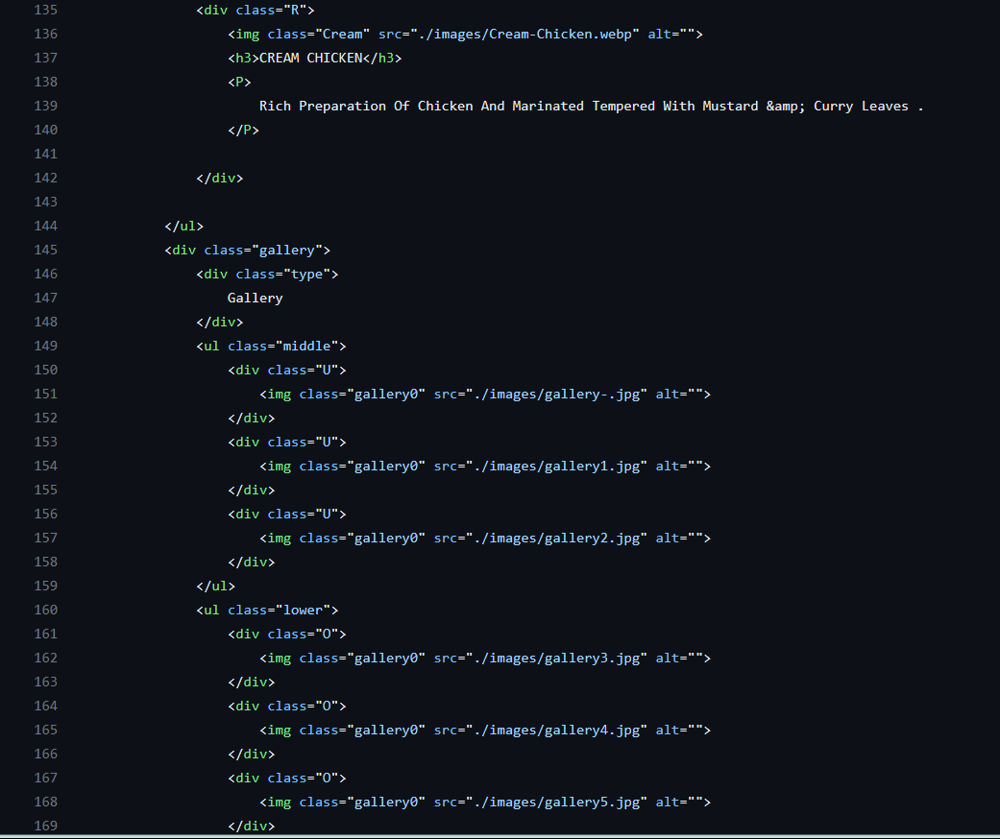 135 <div class="R">
136 <img class="Cream" src="./images/Cream-Chicken.webp" alt="">
137 <h3>CREAM CHICKEN</h3>
138 <P>
139 Rich Preparation Of Chicken And Marinated Tempered With Mustard &amp; Curry Leaves .
140 </P>
141
142 </div>
143
144 </ul>
145 <div class="gallery">
146 <div class="type">
147 Gallery
148 </div>
149 <ul class="middle">
150 <div class="U">
151 <img class="gallery0" src="./images/gallery-.jpg" alt="">
152 </div>
153 <div class="U">
154 <img class="gallery0" src="./images/gallery1.jpg" alt="">
155 </div>
156 <div class="U">
157 <img class="gallery0" src="./images/gallery2.jpg" alt="">
158 </div>
159 </ul>
160 <ul class="lower">
161 <div class="O">
162 <img class="gallery0" src="./images/gallery3.jpg" alt="">
163 </div>
164 <div class="O">
165 <img class="gallery0" src="./images/gallery4.jpg" alt="">
166 </div>
167 <div class="O">
168 <img class="gallery0" src="./images/gallery5.jpg" alt="">
169 </div>